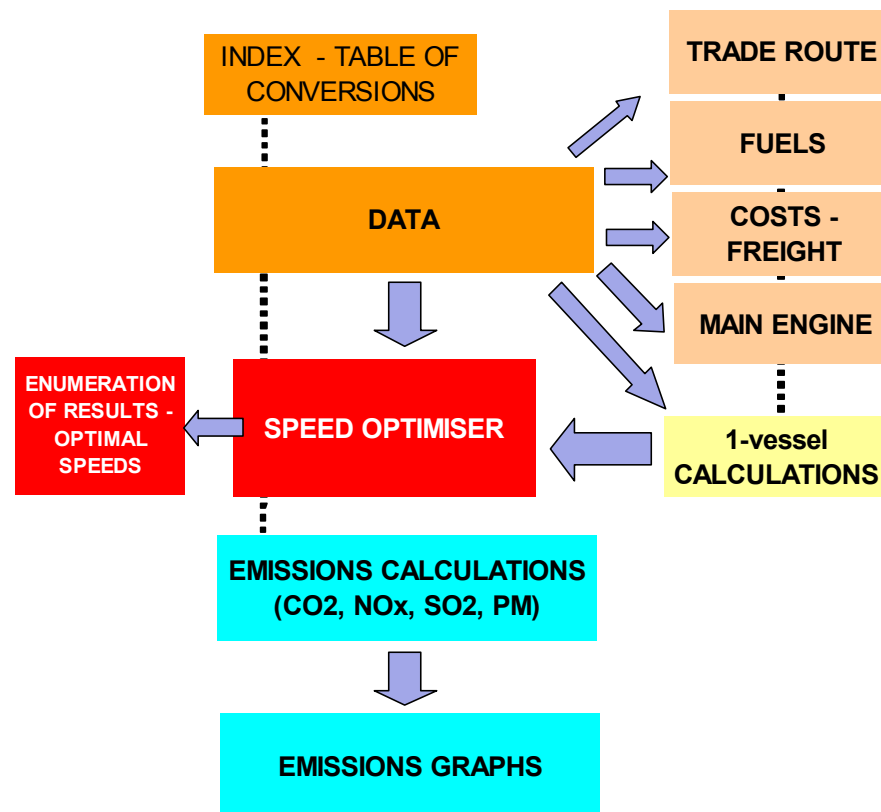 INDEX - TABLE OF
CONVERSIONS
TRADE ROUTE
FUELS
DATA
COSTS -
FREIGHT
MAIN ENGINE
ENUMERATION
OF RESULTS -
OPTIMAL
SPEEDS
SPEED OPTIMISER
1-vessel
CALCULATIONS
EMISSIONS CALCULATIONS
(CO2, NOx, SO2, PM)
EMISSIONS GRAPHS